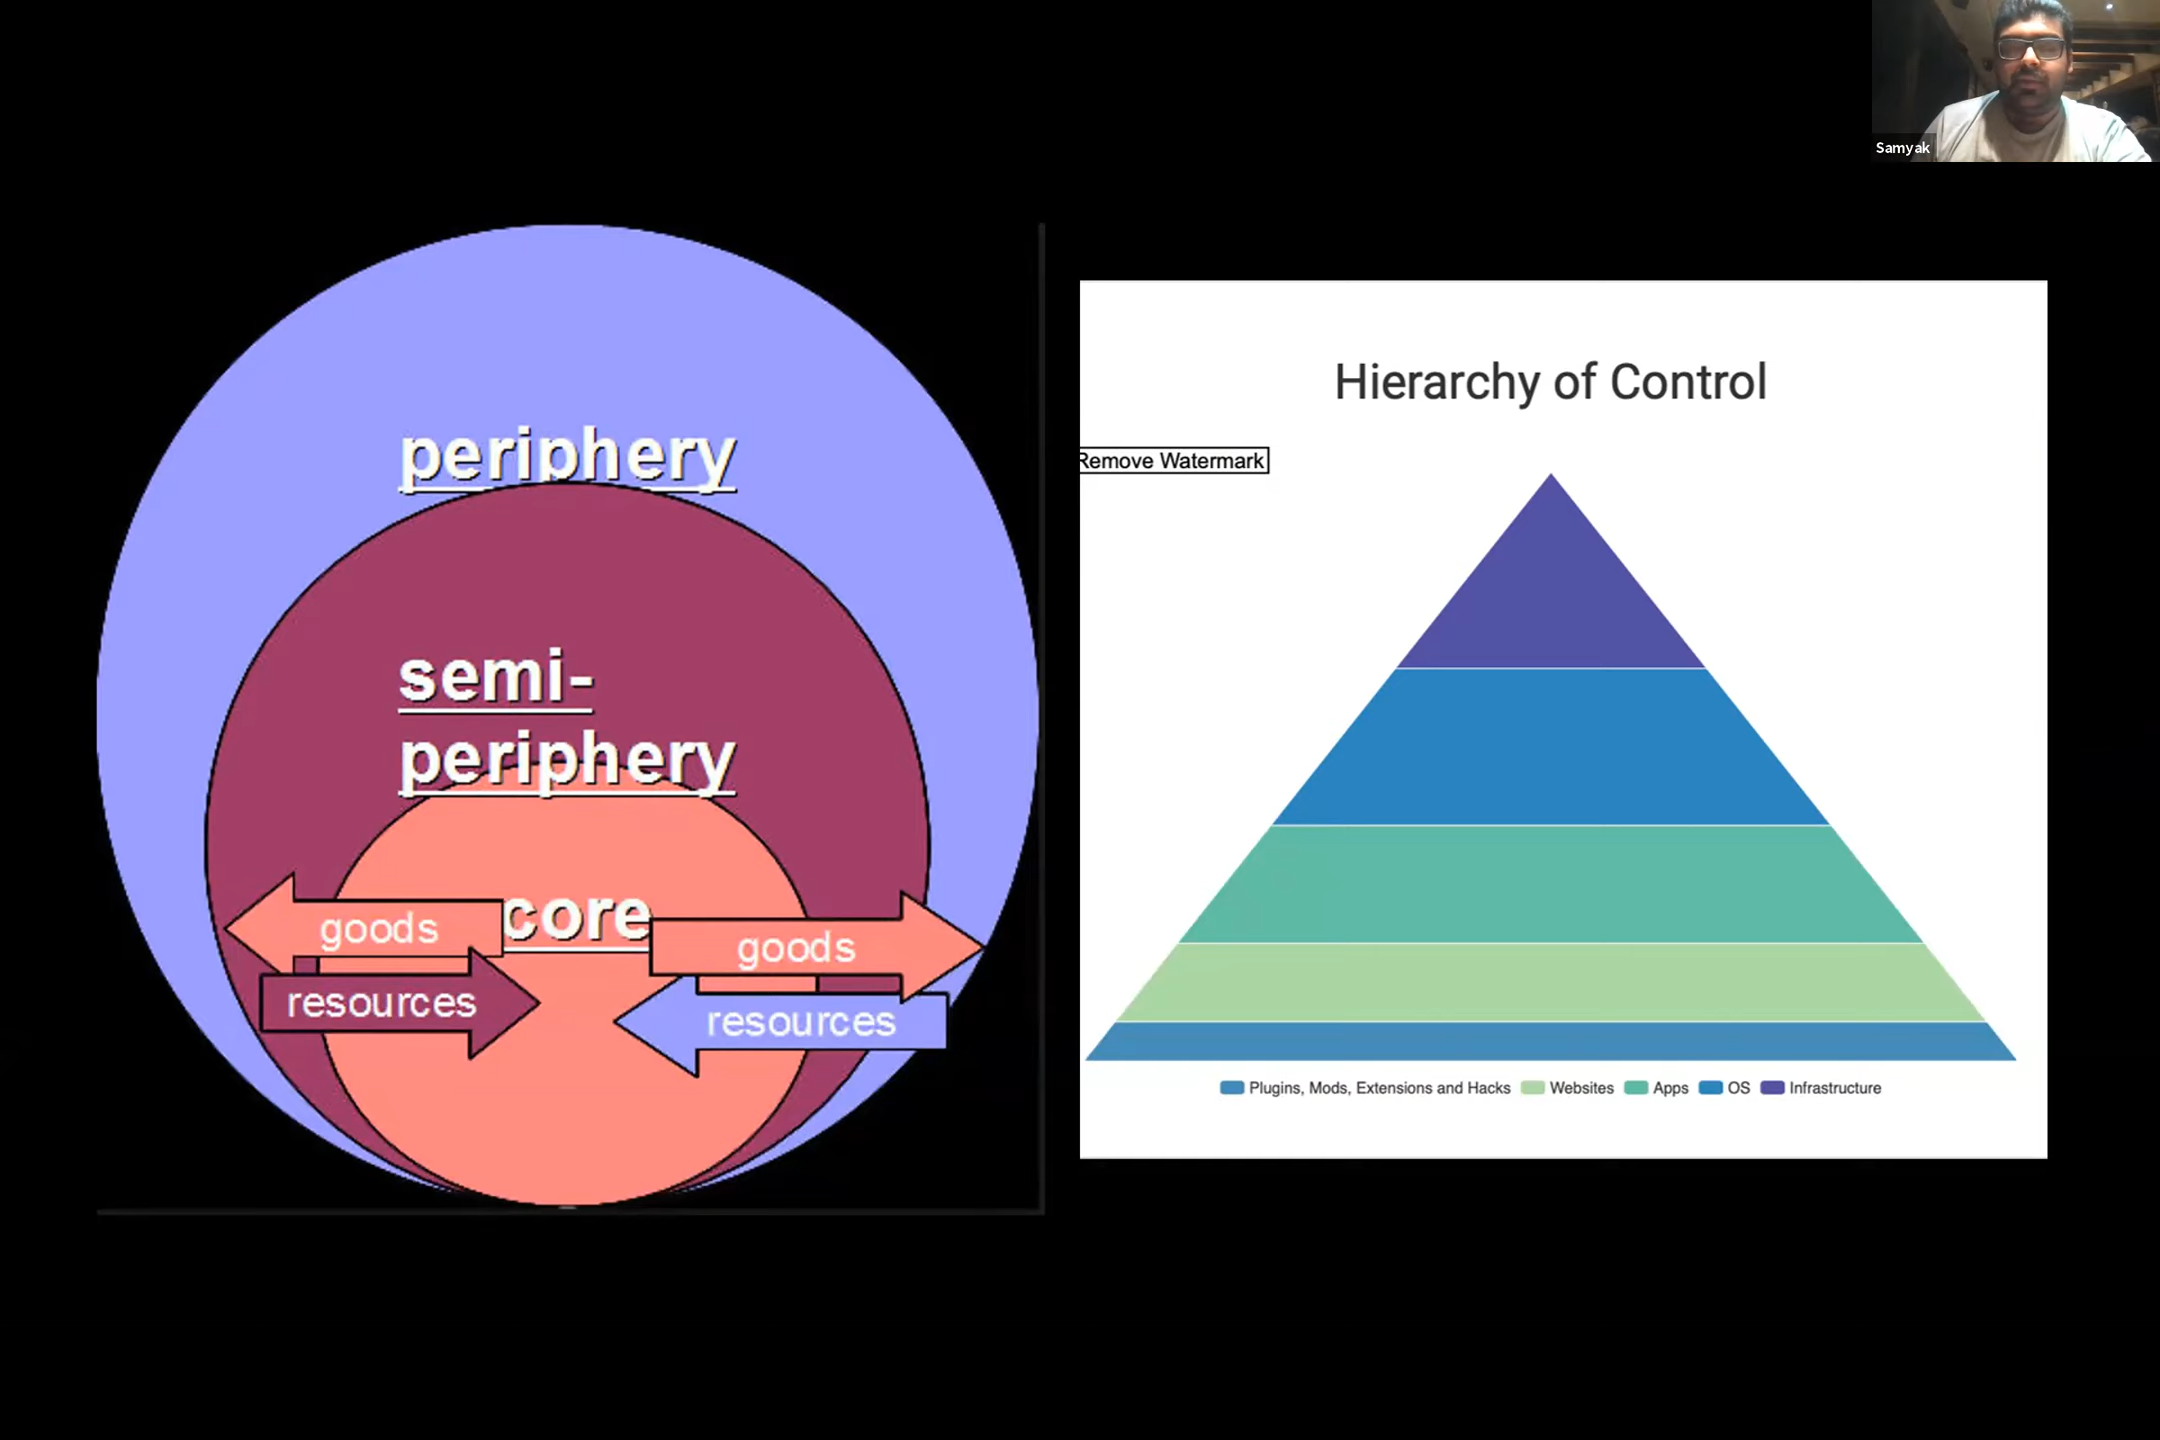 Samyak
periphery
semi-
periphery
core
goods
goods
resources
resources
Hierarchy of Control
Remove Watermark
Plugins, Mods, Extensions and Hacks Websites Apps OS Infrastructure